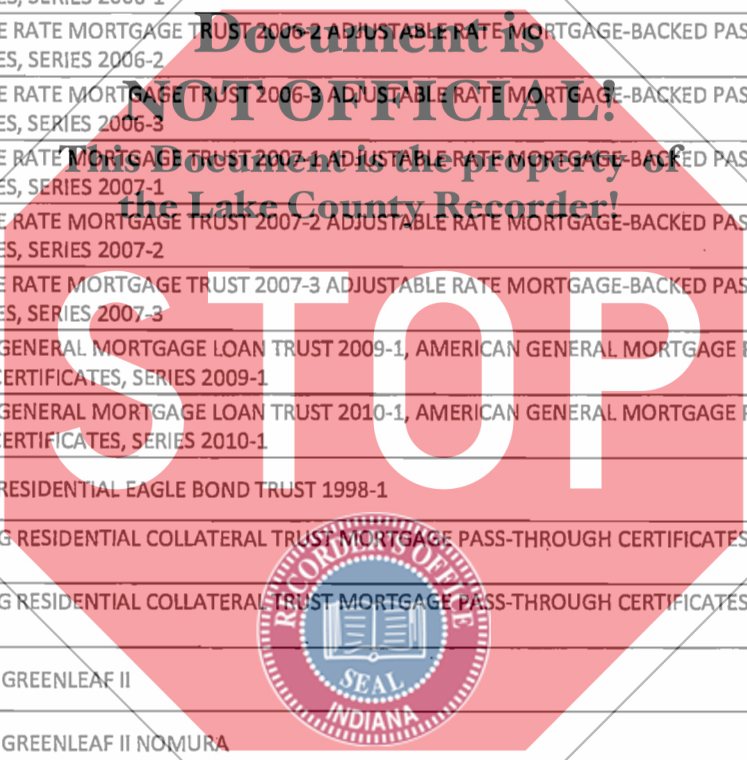 Document is
NOT OFFICIAL!
This Document is the property of
the Lake County Recorder!
STOP
E RATE MORTGAGE TRUST 2006-2 ADJUSTABLE RATE MORTGAGE-BACKED PAS
ES, SERIES 2006-2
E RATE MORTGAGE TRUST 2006-3 ADJUSTABLE RATE MORTGAGE-BACKED PAS
ES, SERIES 2006-3
E RATE MORTGAGE TRUST 2007-1 ADJUSTABLE RATE MORTGAGE-BACKED PAS
ES, SERIES 2007-1
E RATE MORTGAGE TRUST 2007-2 ADJUSTABLE RATE MORTGAGE-BACKED PAS
ES, SERIES 2007-2
E RATE MORTGAGE TRUST 2007-3 ADJUSTABLE RATE MORTGAGE-BACKED PAS
ES, SERIES 2007-3
GENERAL MORTGAGE LOAN TRUST 2009-1, AMERICAN GENERAL MORTGAGE
CERTIFICATES, SERIES 2009-1
GENERAL MORTGAGE LOAN TRUST 2010-1, AMERICAN GENERAL MORTGAGE
ERTIFICATES, SERIES 2010-1
RESIDENTIAL EAGLE BOND TRUST 1998-1
G RESIDENTIAL COLLATERAL TRUST MORTGAGE PASS-THROUGH CERTIFICATES
G RESIDENTIAL COLLATERAL TRUST MORTGAGE PASS-THROUGH CERTIFICATES
GREENLEAF II
GREENLEAF II NOMURA
RECORDER'S OFFICE
SEAL
INDIANA